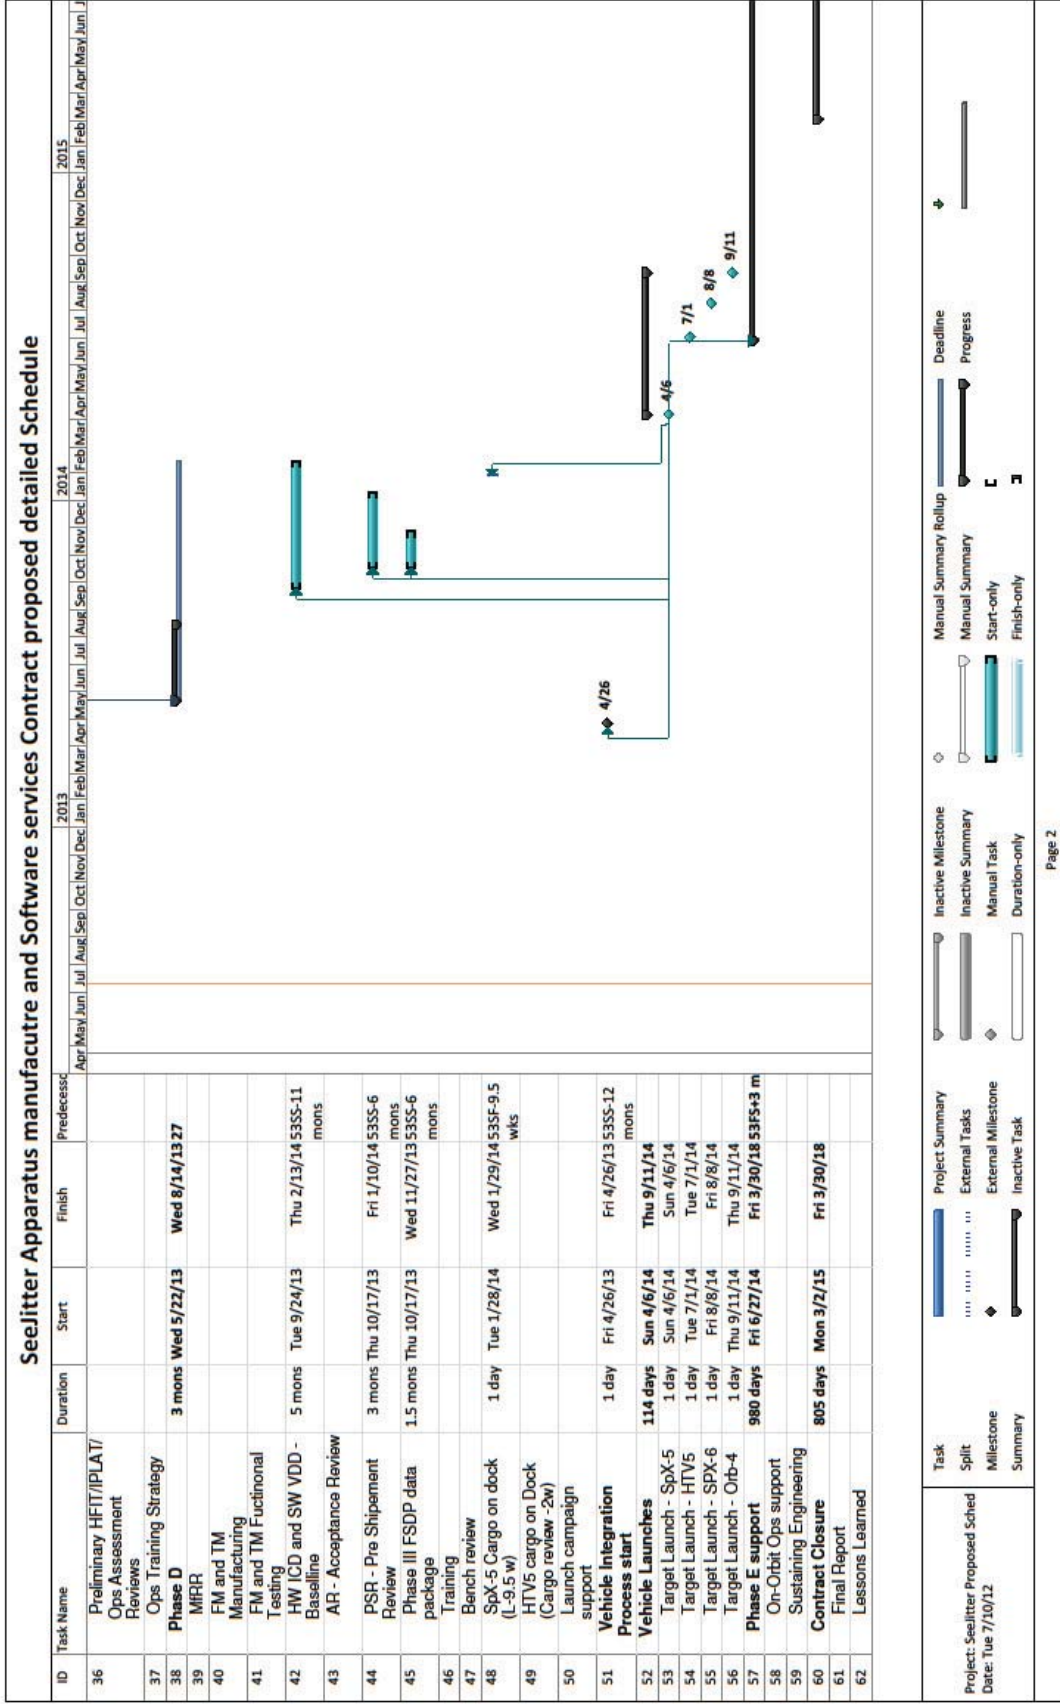 SeeJitter Apparatus manufacutre and Software services Contract proposed detailed Schedule
ID Task Name Duration Start Finish Predecesso
2013 2014 2015
Apr May Jun Jul Aug Sep Oct Nov Dec Jan Feb Mar Apr May Jun Jul Aug Sep Oct Nov Dec Jan Feb Mar Apr May Jun Jul Aug Sep Oct Nov Dec Jan Feb Mar Apr May Jun J
36 Preliminary HFIT/IPLAT/
Ops Assessment
Reviews
37 Ops Training Strategy
38 Phase D 3 mons Wed 5/22/13 Wed 8/14/13 27
39 MRR
40 FM and TM
Manufacturing
41 FM and TM Fuctional
Testing
42 HW ICD and SW VDD - 5 mons Tue 9/24/13 Thu 2/13/14 53SS-11
Baselline mons
43 AR - Acceptance Review
44 PSR - Pre Shipement 3 mons Thu 10/17/13 Fri 1/10/14 53SS-6
Review mons
45 Phase III FSDP data 1.5 mons Thu 10/17/13 Wed 11/27/13 53SS-6
package mons
46 Training
47 Bench review
48 SpX-5 Cargo on dock 1 day Tue 1/28/14 Wed 1/29/14 53SF-9.5
(L-9.5 w) wks
49 HTV5 cargo on Dock
(Cargo review -2w)
50 Launch campaign
support
51 Vehicle Integration 1 day Fri 4/26/13 Fri 4/26/13 53SS-12
Process start mons
4/26
52 Vehicle Launches 114 days Sun 4/6/14 Thu 9/11/14
53 Target Launch - SpX-5 1 day Sun 4/6/14 Sun 4/6/14
4/6
54 Target Launch - HTV5 1 day Tue 7/1/14 Tue 7/1/14
7/1
55 Target Launch - SPX-6 1 day Fri 8/8/14 Fri 8/8/14
8/8
56 Target Launch - Orb-4 1 day Thu 9/11/14 Thu 9/11/14
9/11
57 Phase E support 980 days Fri 6/27/14 Fri 3/30/18 53FS+3 m
58 On-Orbit Ops support
59 Sustaining Engineering
60 Contract Closure 805 days Mon 3/2/15 Fri 3/30/18
61 Final Report
62 Lessons Learned
Project: SeeJitter Proposed Sched
Date: Tue 7/10/12
Task Project Summary Inactive Milestone Manual Summary Rollup Deadline
Split External Tasks Inactive Summary Manual Summary Progress
Milestone External Milestone Manual Task Start-only
Summary Inactive Task Duration-only Finish-only
Page 2